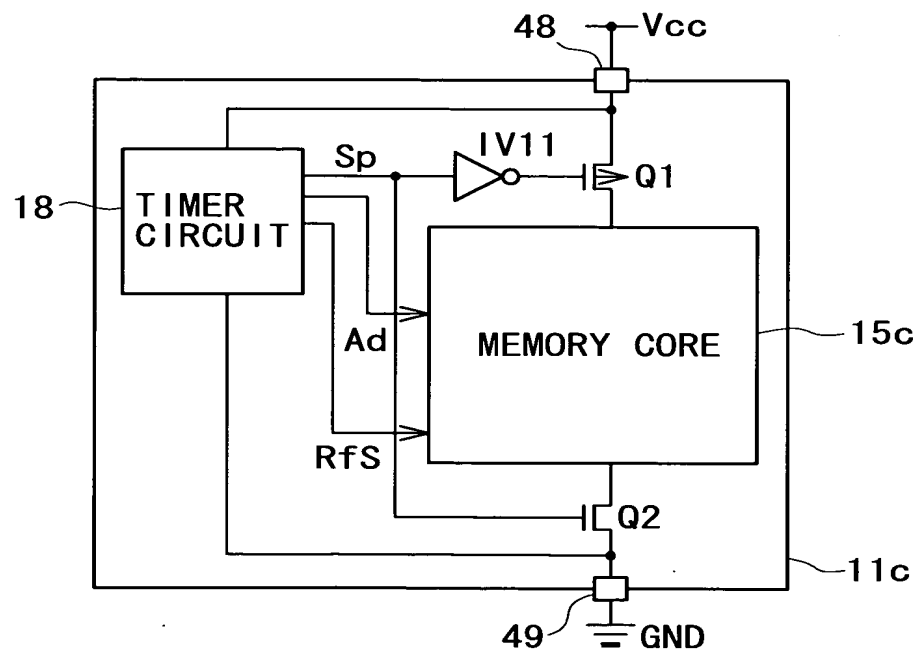 48
Vcc
IV11
Sp
Q1
18
TIMER
CIRCUIT
Ad
MEMORY CORE
15c
RfS
Q2
11c
49
GND